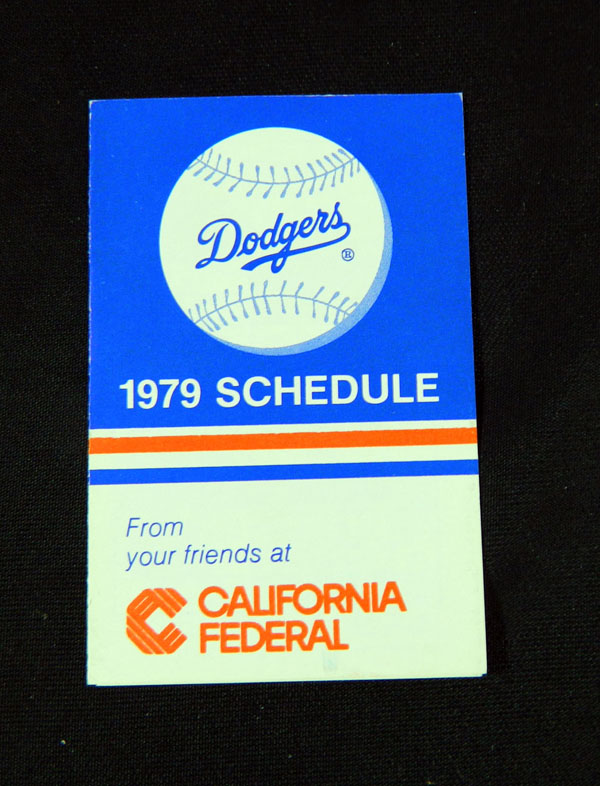 Dodgers
®
1979 SCHEDULE
From
your friends at
CALIFORNIA
FEDERAL